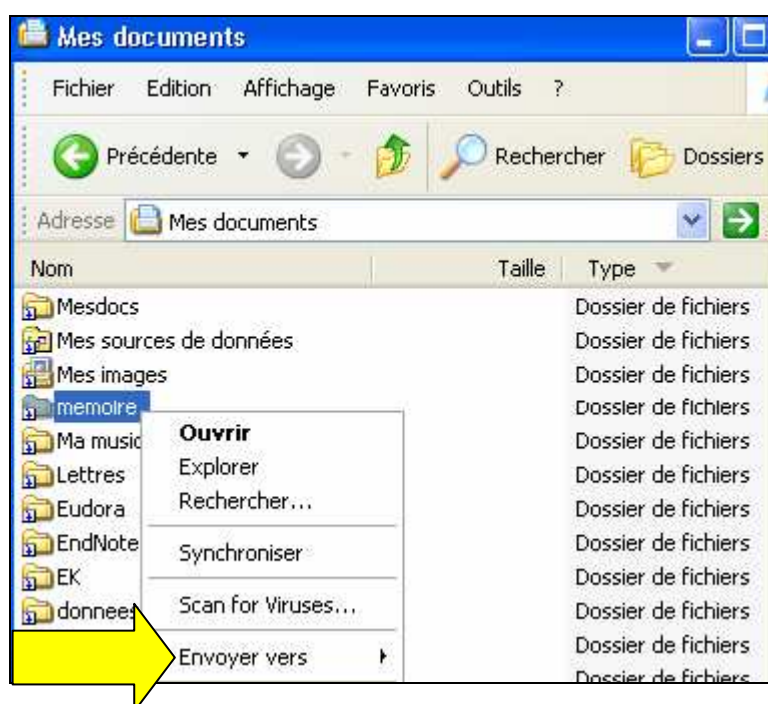 Mes documents
Fichier Edition Affichage Favoris Outils ?
Précédente Rechercher Dossiers
Adresse Mes documents
Nom Taille Type
Mesdocs Dossier de fichiers
Mes sources de données Dossier de fichiers
Mes images Dossier de fichiers
memoire Dossier de fichiers
Ma music Dossier de fichiers
Ouvrir
Lettres Dossier de fichiers
Explorer
Eudora Dossier de fichiers
Rechercher...
EndNote Dossier de fichiers
Synchroniser
EK Dossier de fichiers
donnees Dossier de fichiers
Scan for Viruses...
Dossier de fichiers
Envoyer vers
Dossier de fichiers